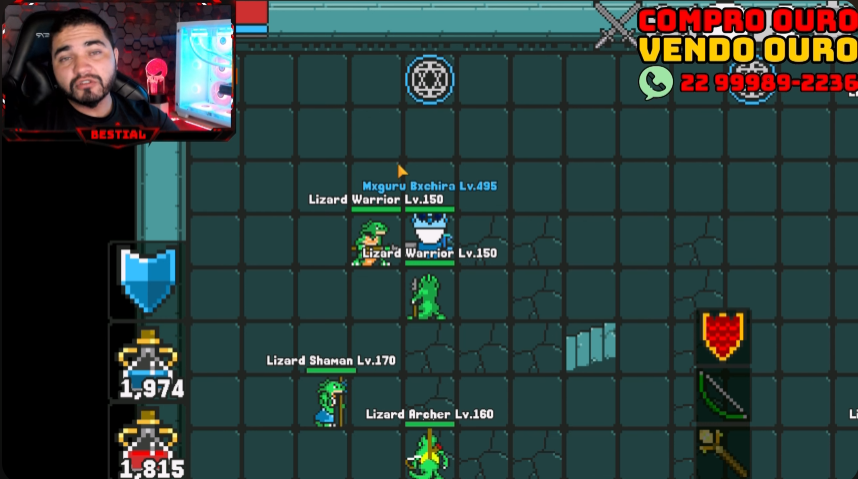 COMPRO OURO
VENDO OURO
22 99989-2236
BESTIAL
Mxguru Bxchira Lv.495
Lizard Warrior Lv.150
Lizard Warrior Lv.150
Lizard Shaman Lv.170
Lizard Archer Lv.160
1,974
1,815